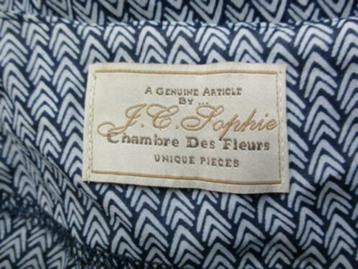 A GENUINE ARTICLE
BY ...
J.C. Sophie
Chambre Des Fleurs
UNIQUE PIECES